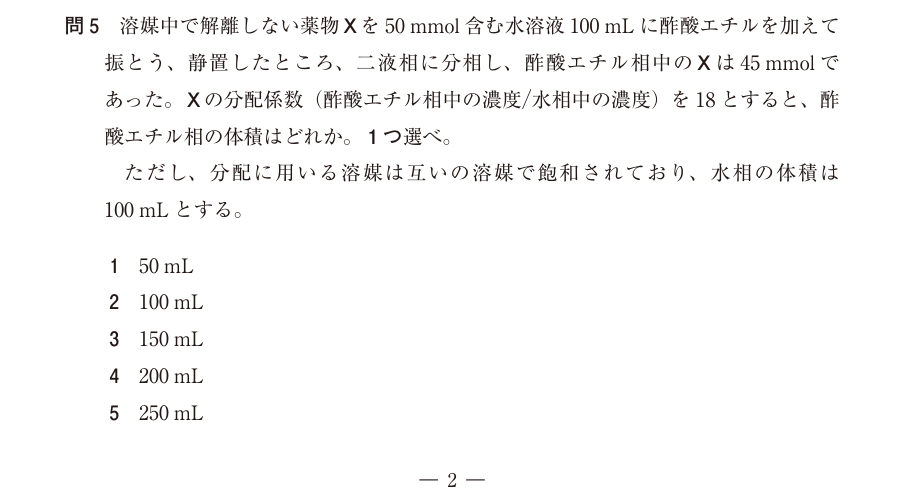 問5 溶媒中で解離しない薬物Xを50 mmol含む水溶液100 mLに酢酸エチルを加えて
振とう、静置したところ、二液相に分相し、酢酸エチル相中のXは45 mmolで
あった。Xの分配係数（酢酸エチル相中の濃度/水相中の濃度）を18とすると、酢
酸エチル相の体積はどれか。1つ選べ。
ただし、分配に用いる溶媒は互いの溶媒で飽和されており、水相の体積は
100 mLとする。
1 50 mL
2 100 mL
3 150 mL
4 200 mL
5 250 mL
― 2 ―